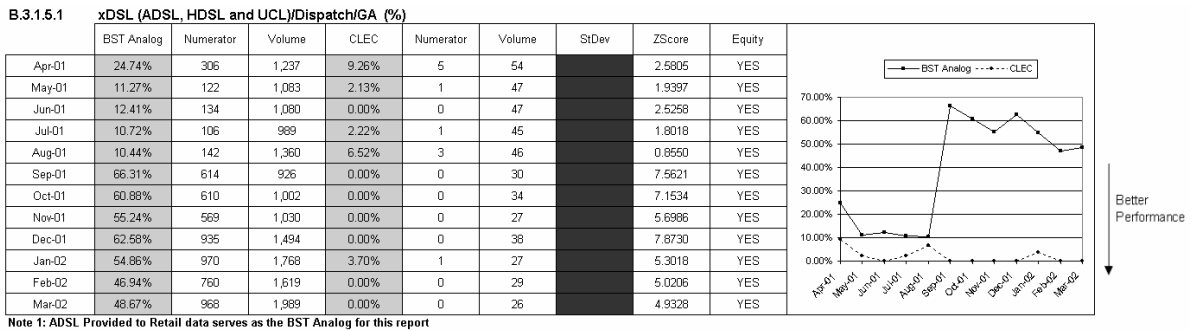 B.3.1.5.1 xDSL (ADSL, HDSL and UCL)/Dispatch/GA (%)
BST Analog Numerator Volume CLEC Numerator Volume StDev ZScore Equity
Apr-01 24.74% 306 1,237 9.26% 5 54 2.5805 YES
May-01 11.27% 122 1,083 2.13% 1 47 1.9397 YES
Jun-01 12.41% 134 1,080 0.00% 0 47 2.5258 YES
Jul-01 10.72% 106 989 2.22% 1 45 1.8018 YES
Aug-01 10.44% 142 1,360 6.52% 3 46 0.8550 YES
Sep-01 66.31% 614 926 0.00% 0 30 7.5621 YES
Oct-01 60.88% 610 1,002 0.00% 0 34 7.1534 YES
Nov-01 55.24% 569 1,030 0.00% 0 27 5.6986 YES
Dec-01 62.58% 935 1,494 0.00% 0 38 7.8730 YES
Jan-02 54.86% 970 1,768 3.70% 1 27 5.3018 YES
Feb-02 46.94% 760 1,619 0.00% 0 29 5.0206 YES
Mar-02 48.67% 968 1,989 0.00% 0 26 4.9328 YES
Note 1: ADSL Provided to Retail data serves as the BST Analog for this report
BST Analog CLEC
70.00%
60.00%
50.00%
40.00%
30.00%
20.00%
10.00%
0.00%
Apr-01 May-01 Jun-01 Jul-01 Aug-01 Sep-01 Oct-01 Nov-01 Dec-01 Jan-02 Feb-02 Mar-02
Better
Performance